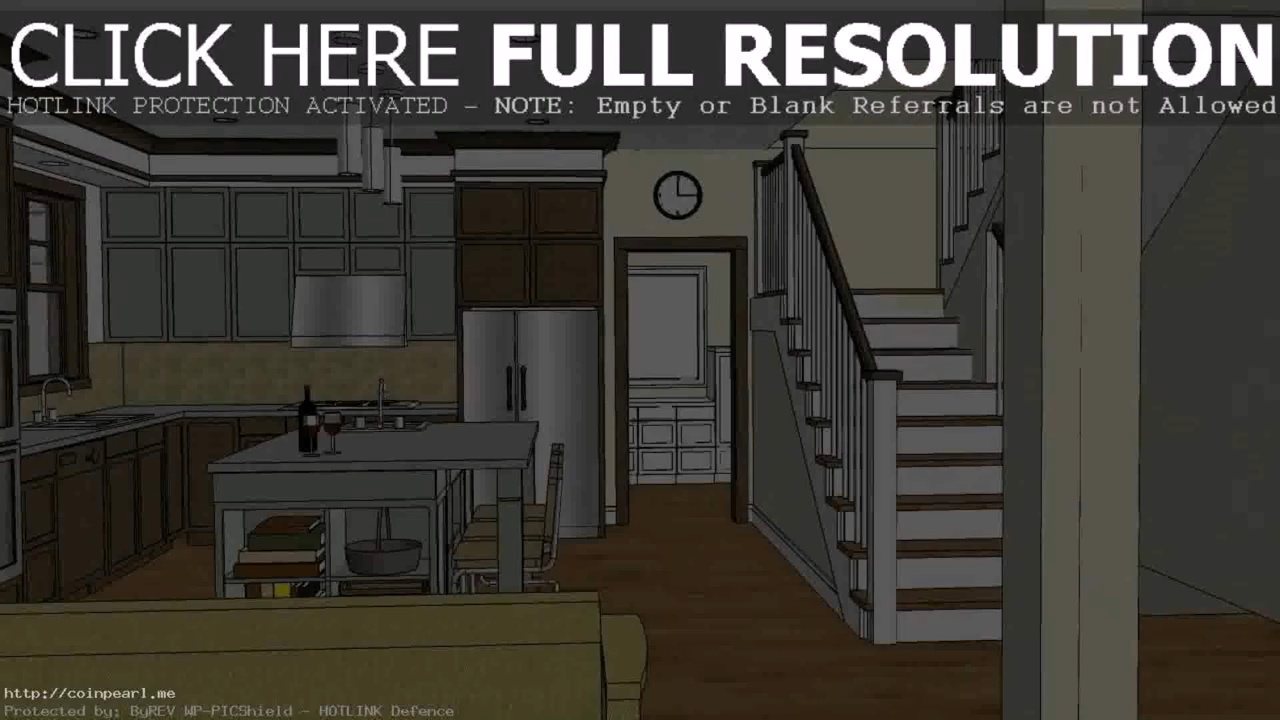 CLICK HERE FULL RESOLUTION
HOTLINK PROTECTION ACTIVATED - NOTE: Empty or Blank Referrals are not Allowed
http://coinpearl.me
Protected by: ByREV WP-PICShield - HOTLINK Defence